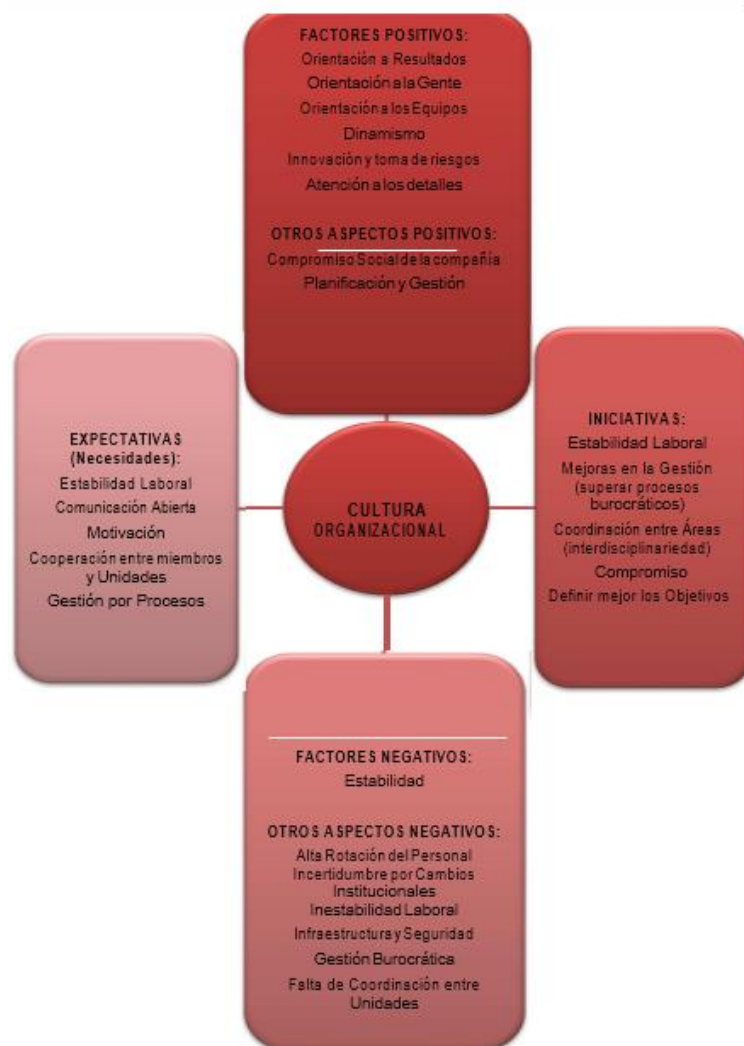 FACTORES POSITIVOS:
Orientación a Resultados
Orientación a la Gente
Orientación a los Equipos
Dinamismo
Innovación y toma de riesgos
Atención a los detalles
OTROS ASPECTOS POSITIVOS:
Compromiso Social de la compañía
Planificación y Gestión
EXPECTATIVAS
(Necesidades):
Estabilidad Laboral
Comunicación Abierta
Motivación
Cooperación entre miembros
y Unidades
Gestión por Procesos
CULTURA
ORGANIZACIONAL
INICIATIVAS:
Estabilidad Laboral
Mejoras en la Gestión
(superar procesos
burocráticos)
Coordinación entre Áreas
(interdisciplinariedad)
Compromiso
Definir mejor los Objetivos
FACTORES NEGATIVOS:
Estabilidad
OTROS ASPECTOS NEGATIVOS:
Alta Rotación del Personal
Incertidumbre por Cambios
Institucionales
Inestabilidad Laboral
Infraestructura y Seguridad
Gestión Burocrática
Falta de Coordinación entre
Unidades